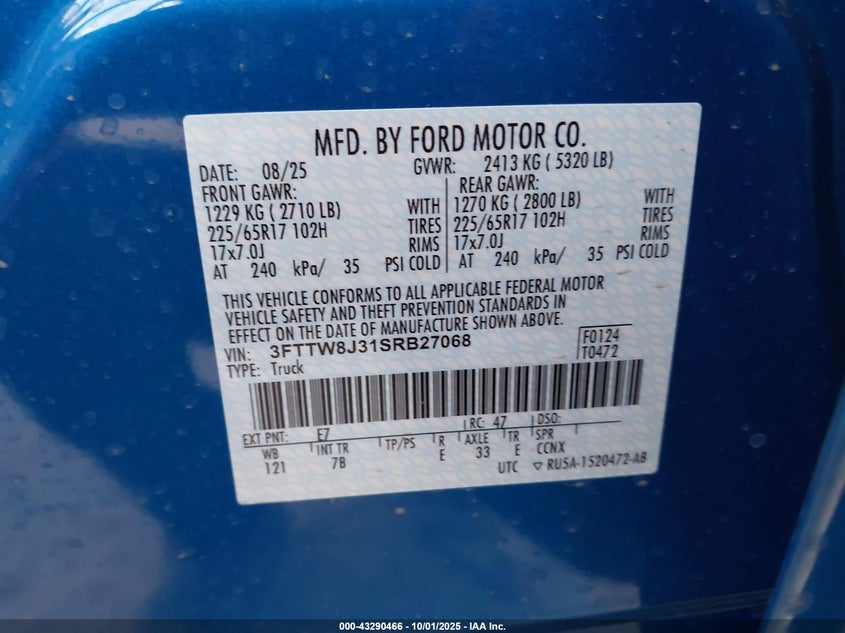 MFD. BY FORD MOTOR CO.
DATE: 08/25 GVWR: 2413 KG ( 5320 LB)
FRONT GAWR: REAR GAWR:
1229 KG ( 2710 LB) WITH 1270 KG ( 2800 LB) WITH
225/65R17 102H TIRES 225/65R17 102H TIRES
17x7.0J RIMS 17x7.0J RIMS
AT 240 kPa/ 35 PSI COLD AT 240 kPa/ 35 PSI COLD
THIS VEHICLE CONFORMS TO ALL APPLICABLE FEDERAL MOTOR
VEHICLE SAFETY AND THEFT PREVENTION STANDARDS IN
EFFECT ON THE DATE OF MANUFACTURE SHOWN ABOVE.
VIN: 3FTTW8J31SRB27068 F0124
TYPE: Truck T0472
EXT PNT: E7 RC: 47 DSO:
WB INT TR TP/PS R AXLE TR SPR
121 7B E 33 E CCNX
UTC ▽ RU5A-1520472-AB
000-43290466 - 10/01/2025 - IAA Inc.